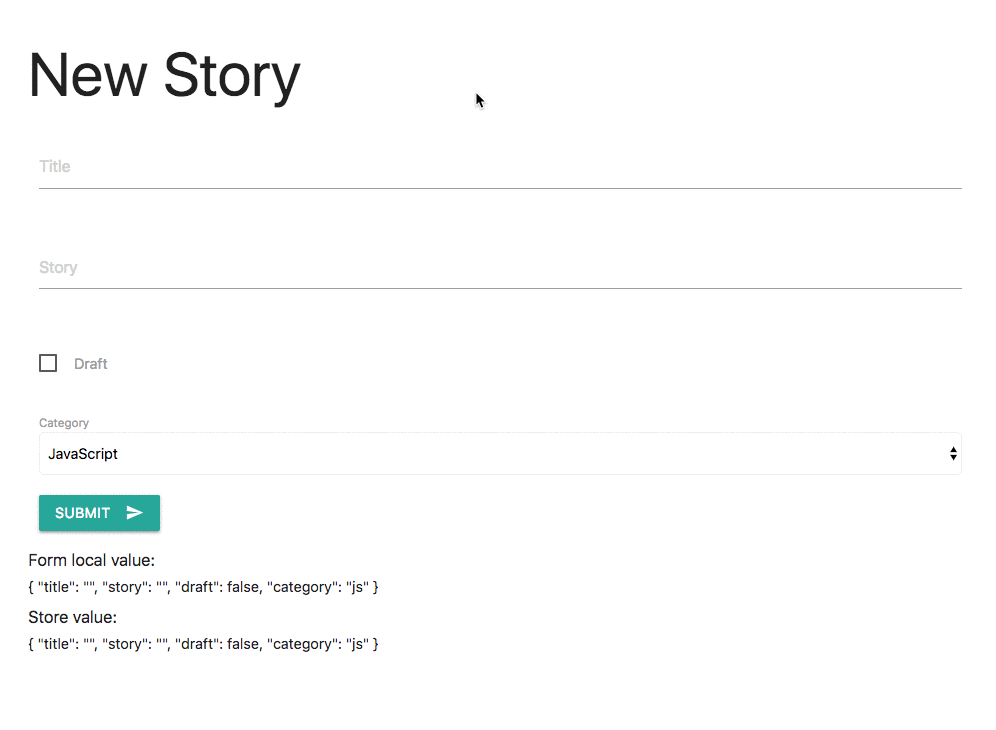 New Story
Title
Story
Draft
Category
JavaScript
SUBMIT
Form local value:
{ "title": "", "story": "", "draft": false, "category": "js" }
Store value:
{ "title": "", "story": "", "draft": false, "category": "js" }